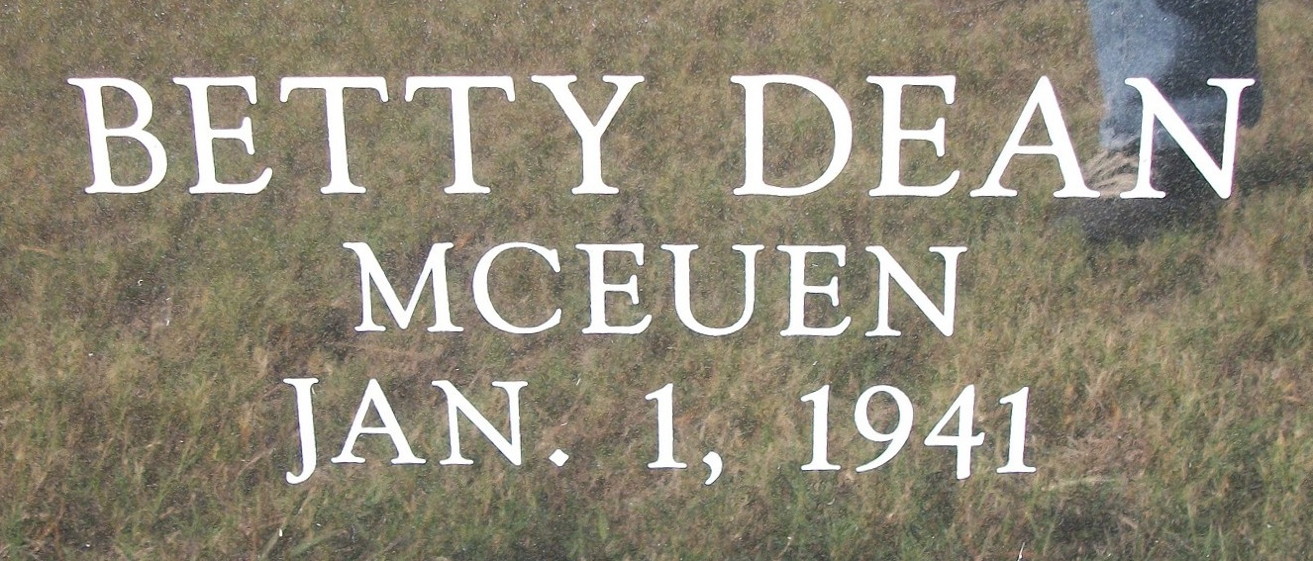 BETTY DEAN
MCEUEN
JAN. 1, 1941